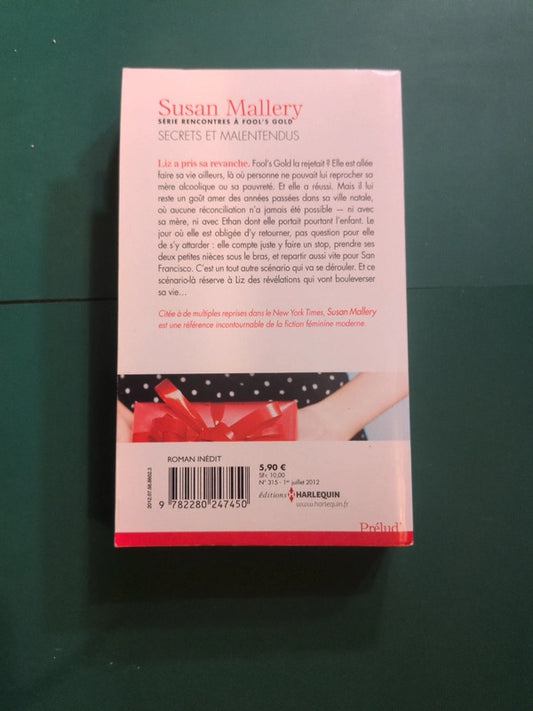 Susan Mallery
SÉRIE RENCONTRES À FOOL'S GOLD
SECRETS ET MALENTENDUS
Liz a pris sa revanche. Fool's Gold la rejetait ? Elle est allée
faire sa vie ailleurs, là où personne ne pouvait lui reprocher sa
mère alcoolique ou sa pauvreté. Et elle a réussi. Mais il lui
reste un goût amer des années passées dans sa ville natale,
où aucune réconciliation n'a jamais été possible — ni avec
sa mère, ni avec Ethan dont elle portait pourtant l'enfant. Le
jour où elle est obligée d'y retourner, pas question pour elle
de s'y attarder : elle compte juste y faire un stop, prendre ses
deux petites nièces sous le bras, et repartir aussi vite pour San
Francisco. C'est un tout autre scénario qui va se dérouler. Et ce
scénario-là réserve à Liz des révélations qui vont bouleverser
sa vie…
Citée à de multiples reprises dans le New York Times, Susan Mallery
est une référence incontournable de la fiction féminine moderne.
ROMAN INÉDIT
2012.07.56.8602.3
9 782280 247450
5,90 €
SFr. 10,00
N° 315 - 1er juillet 2012
éditions HARLEQUIN
www.harlequin.fr
Prélud'